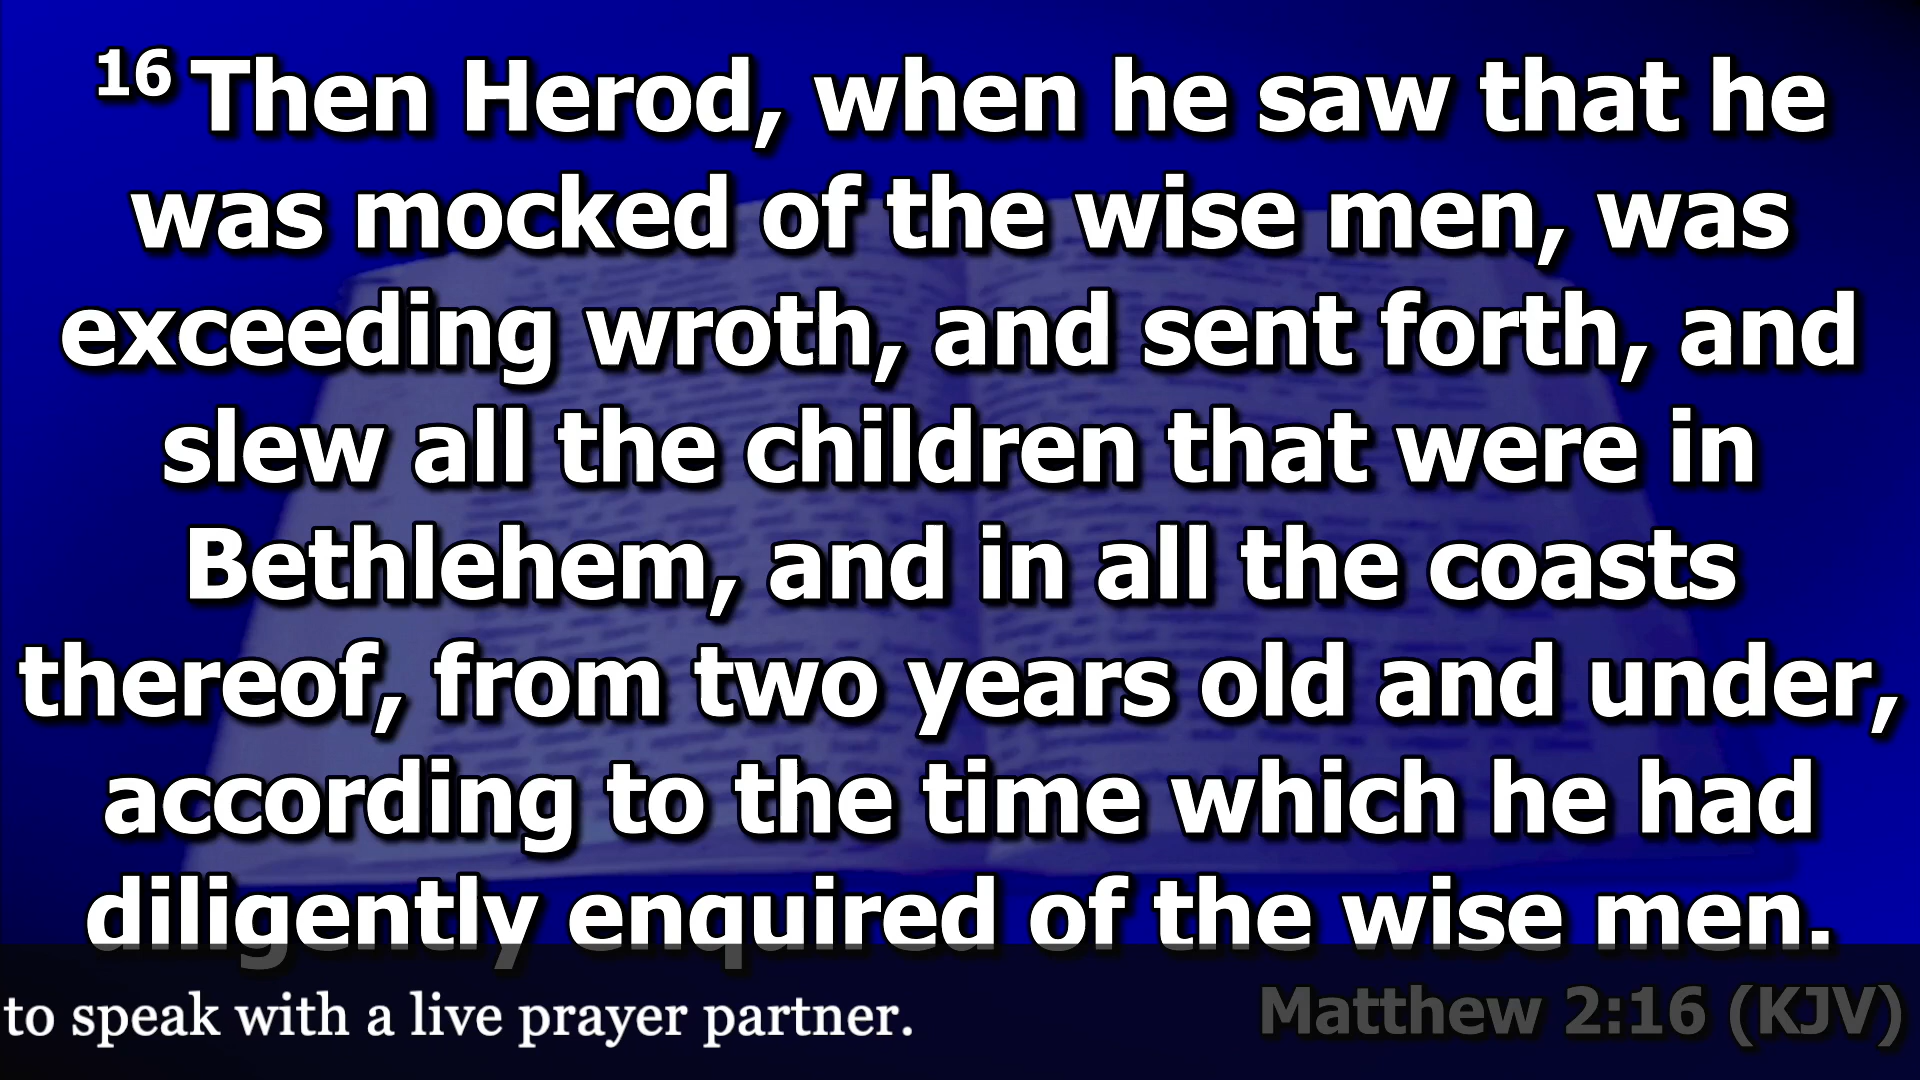 16 Then Herod, when he saw that he
was mocked of the wise men, was
exceeding wroth, and sent forth, and
slew all the children that were in
Bethlehem, and in all the coasts
thereof, from two years old and under,
according to the time which he had
diligently enquired of the wise men.
to speak with a live prayer partner.
Matthew 2:16 (KJV)